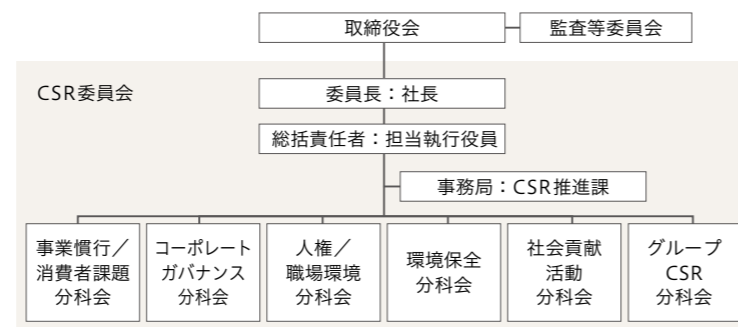 取締役会
監査等委員会
CSR委員会
委員長：社長
総括責任者：担当執行役員
事務局：CSR推進課
事業慣行／
消費者課題
分科会
コーポレート
ガバナンス
分科会
人権／
職場環境
分科会
環境保全
分科会
社会貢献
活動
分科会
グループ
CSR
分科会